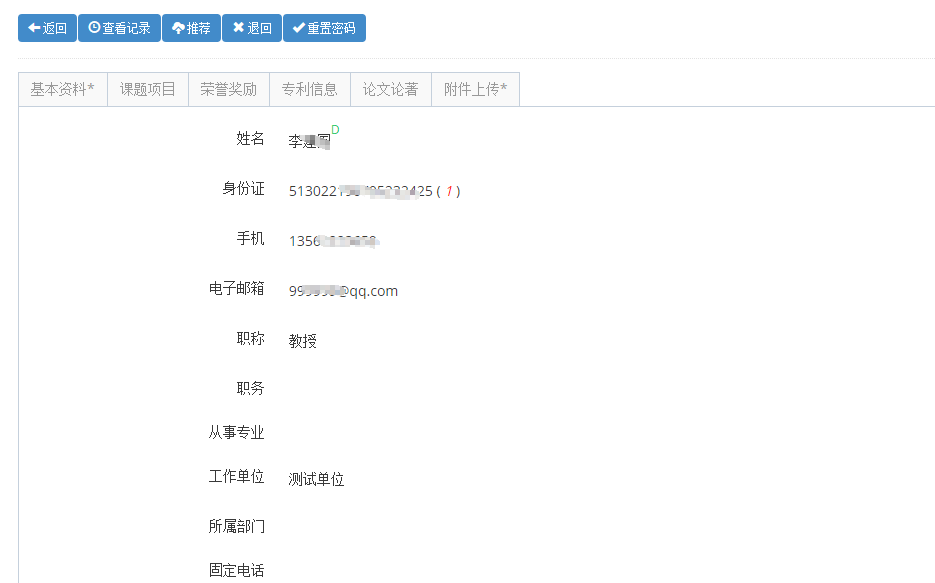 返回 查看记录 推荐 退回 重置密码
基本资料* 课题项目 荣誉奖励 专利信息 论文论著 附件上传*
姓名 李 D
身份证 513022 425 ( 1 )
手机 1356
电子邮箱 99 @qq.com
职称 教授
职务
从事专业
工作单位 测试单位
所属部门
固定电话